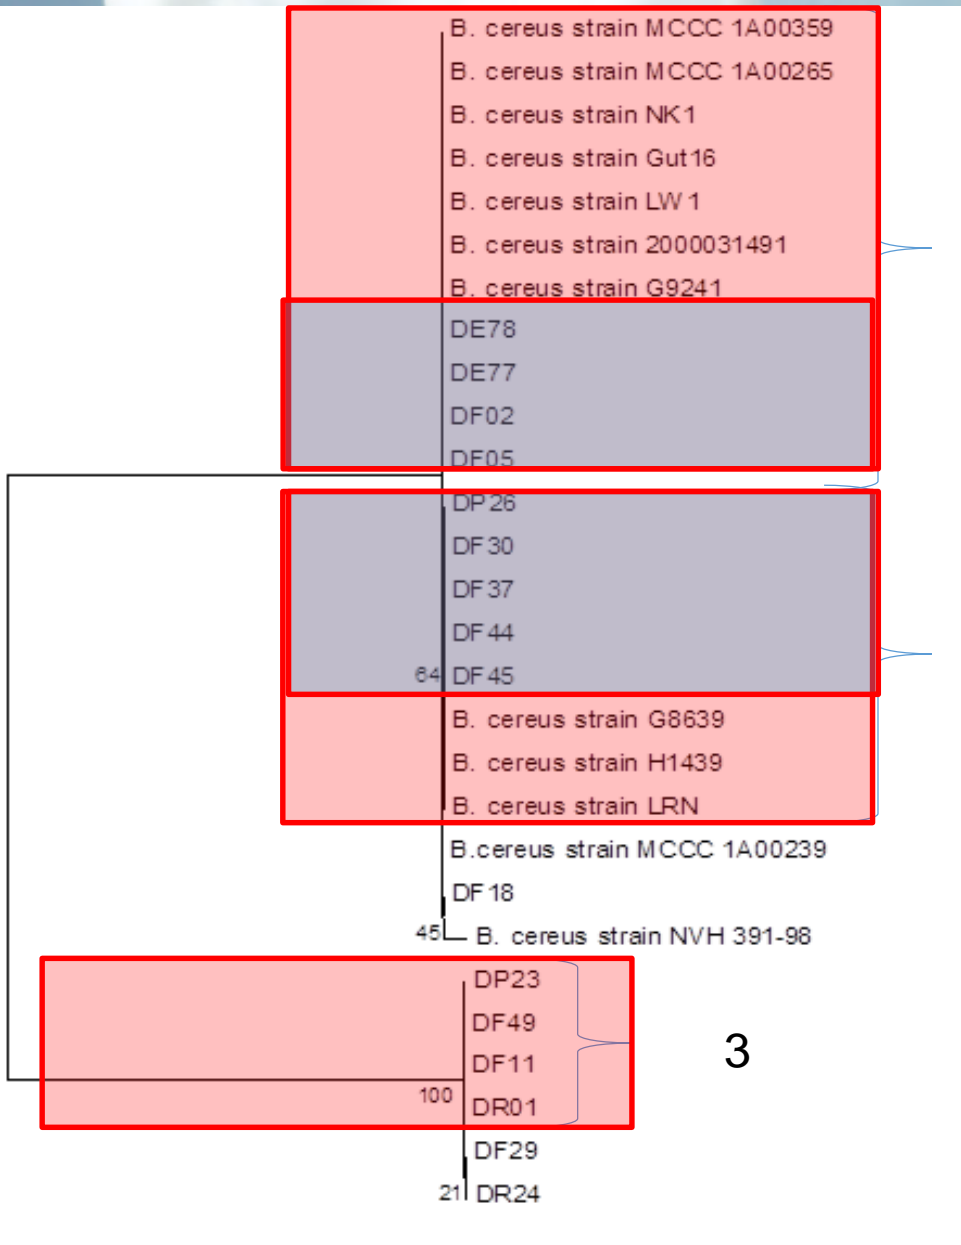 B. cereus strain MCCC 1A00359
B. cereus strain MCCC 1A00265
B. cereus strain NK1
B. cereus strain Gut16
B. cereus strain LW 1
B. cereus strain 2000031491
B. cereus strain G9241
DE78
DE77
DF02
DF05
DP26
DF30
DF37
DF44
64 DF45
B. cereus strain G8639
B. cereus strain H1439
B. cereus strain LRN
B.cereus strain MCCC 1A00239
DF18
45 B. cereus strain NVH 391-98
DP23
DF49
3
DF11
100
DR01
DF29
21 DR24